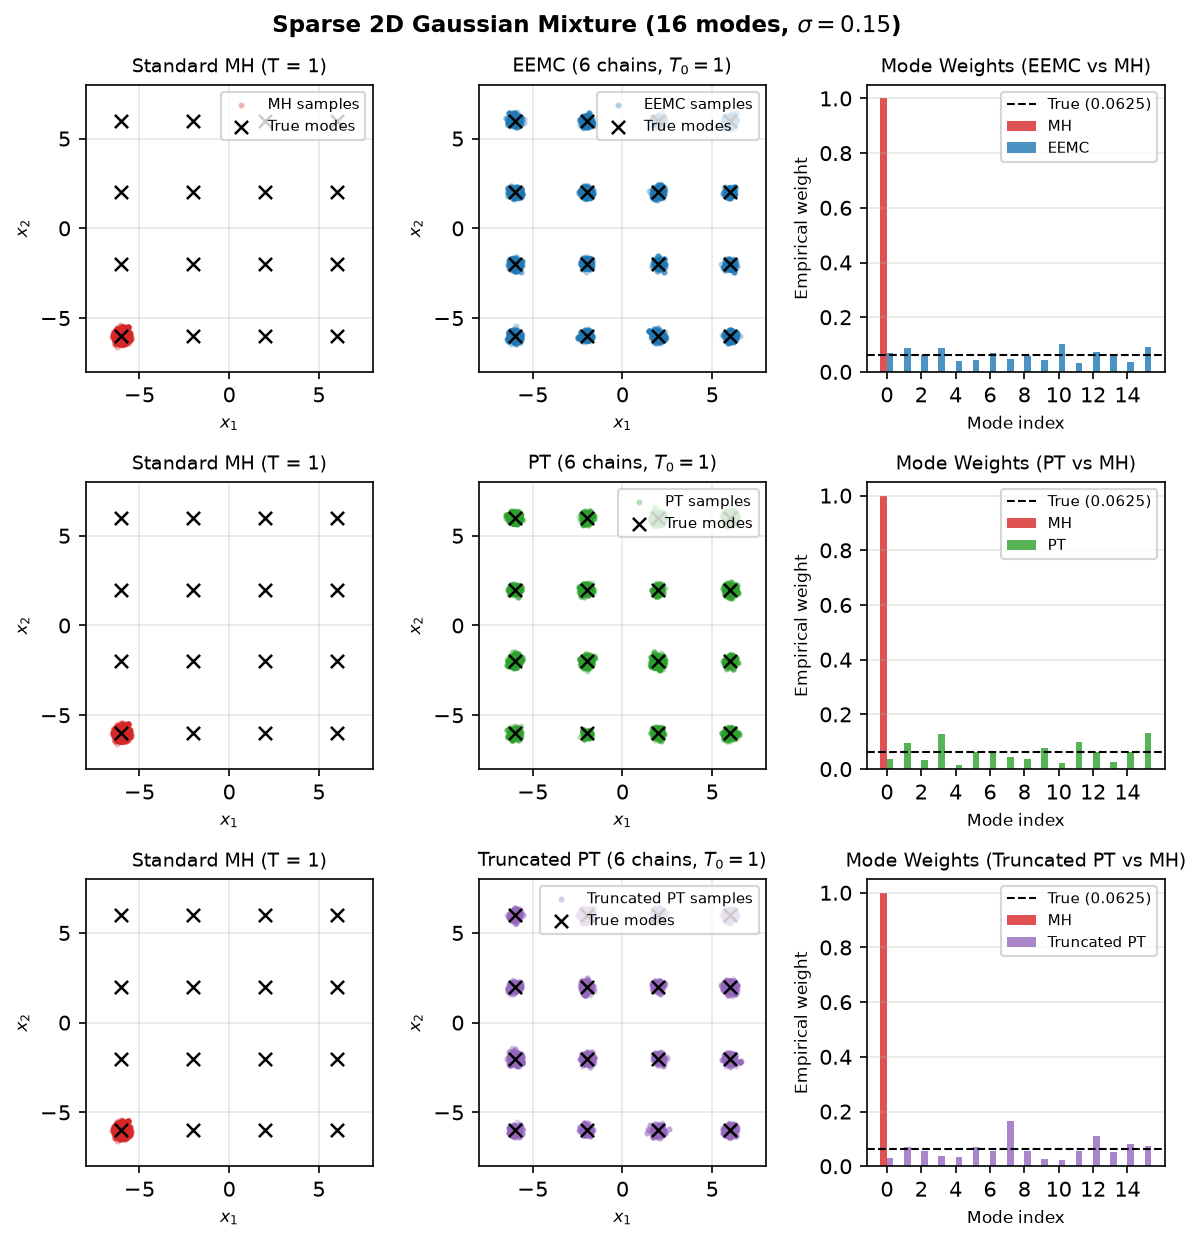 Sparse 2D Gaussian Mixture (16 modes, σ = 0.15)
Standard MH (T = 1)
MH samples
True modes
5
0
−5
x₂
−5 0 5
x₁
EEMC (6 chains, T₀ = 1)
EEMC samples
True modes
5
0
−5
x₂
−5 0 5
x₁
Mode Weights (EEMC vs MH)
True (0.0625)
MH
EEMC
1.0
0.8
0.6
0.4
0.2
0.0
Empirical weight
0 2 4 6 8 10 12 14
Mode index
Standard MH (T = 1)
5
0
−5
x₂
−5 0 5
x₁
PT (6 chains, T₀ = 1)
PT samples
True modes
5
0
−5
x₂
−5 0 5
x₁
Mode Weights (PT vs MH)
True (0.0625)
MH
PT
1.0
0.8
0.6
0.4
0.2
0.0
Empirical weight
0 2 4 6 8 10 12 14
Mode index
Standard MH (T = 1)
5
0
−5
x₂
−5 0 5
x₁
Truncated PT (6 chains, T₀ = 1)
Truncated PT samples
True modes
5
0
−5
x₂
−5 0 5
x₁
Mode Weights (Truncated PT vs MH)
True (0.0625)
MH
Truncated PT
1.0
0.8
0.6
0.4
0.2
0.0
Empirical weight
0 2 4 6 8 10 12 14
Mode index